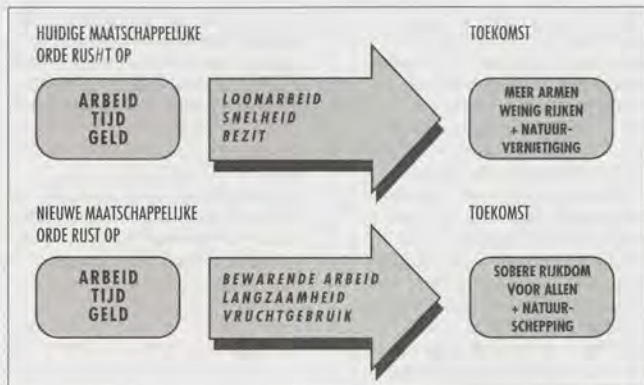 HUIDIGE MAATSCHAPPELIJKE
ORDE RUSHT OP
TOEKOMST
ARBEID
TIJD
GELD
LOONARBEID
SNELHEID
BEZIT
MEER ARMEN
WEINIG RIJKEN
+ NATUUR-
VERNIETIGING
NIEUWE MAATSCHAPPELIJKE
ORDE RUST OP
TOEKOMST
ARBEID
TIJD
GELD
BEWARENDE ARBEID
LANGZAAMHEID
VRUCHTGEBRUIK
SOBERE RIJKDOM
VOOR ALLEN
+ NATUUR-
SCHEPPING